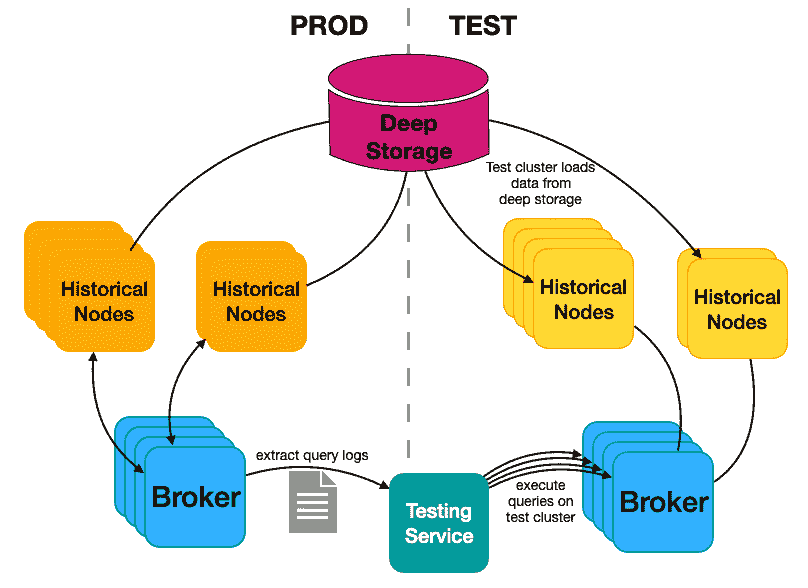 PROD
TEST
Deep
Storage
Test cluster loads
data from
deep storage
Historical
Nodes
Historical
Nodes
Historical
Nodes
Historical
Nodes
Broker
extract query logs
Testing
Service
execute
queries on
test cluster
Broker